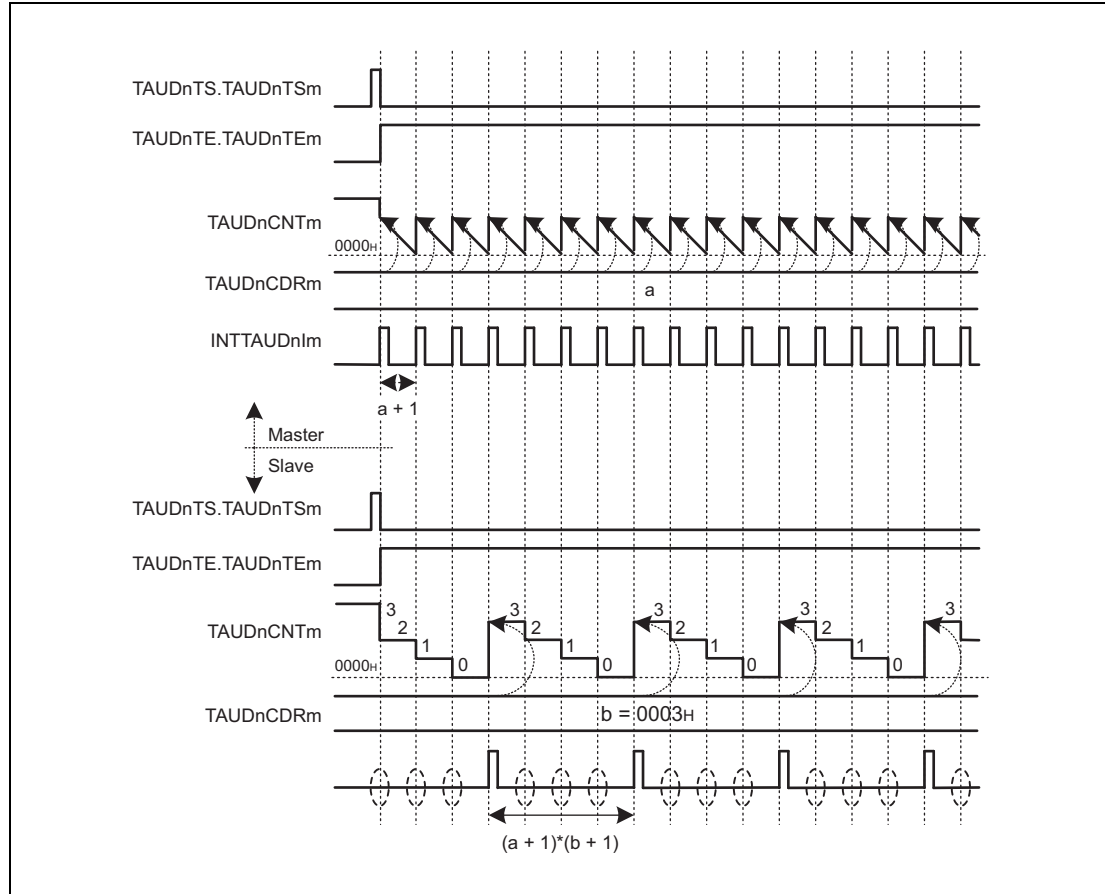 TAUDnTS.TAUDnTSm
TAUDnTE.TAUDnTEm
TAUDnCNTm
0000H
TAUDnCDRm
a
INTTAUDnIm
a + 1
Master
Slave
TAUDnTS.TAUDnTSm
TAUDnTE.TAUDnTEm
3 3 3 3 3
2 2 2 2
TAUDnCNTm
1 1 1 1
0 0 0 0
0000H
TAUDnCDRm
b = 0003H
(a + 1)*(b + 1)